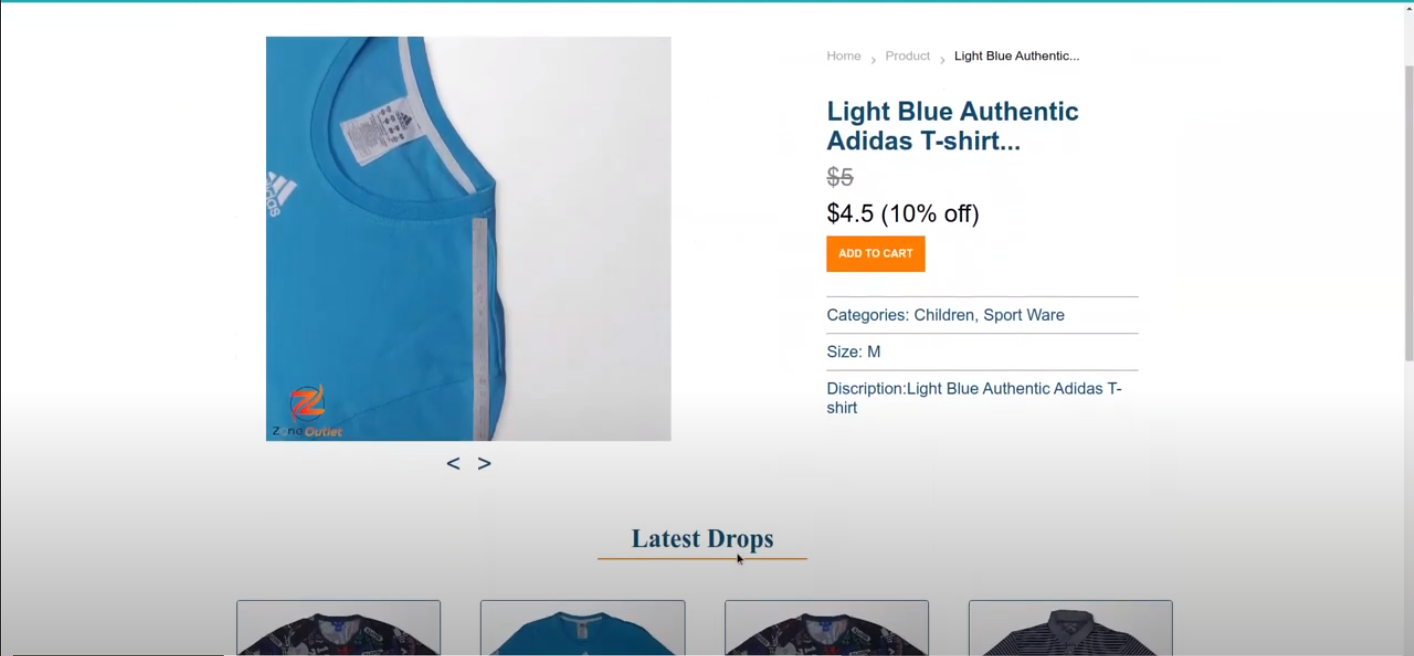 adidas
Zond Outlet
< >
Home > Product > Light Blue Authentic...
Light Blue Authentic
Adidas T-shirt...
$5
$4.5 (10% off)
ADD TO CART
Categories: Children, Sport Ware
Size: M
Discription:Light Blue Authentic Adidas T-
shirt
Latest Drops